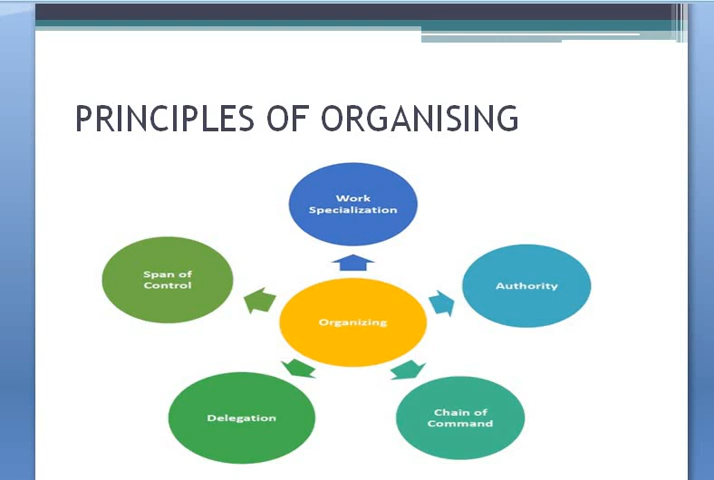 PRINCIPLES OF ORGANISING
Work
Specialization
Span of
Control
Authority
Organizing
Delegation
Chain of
Command